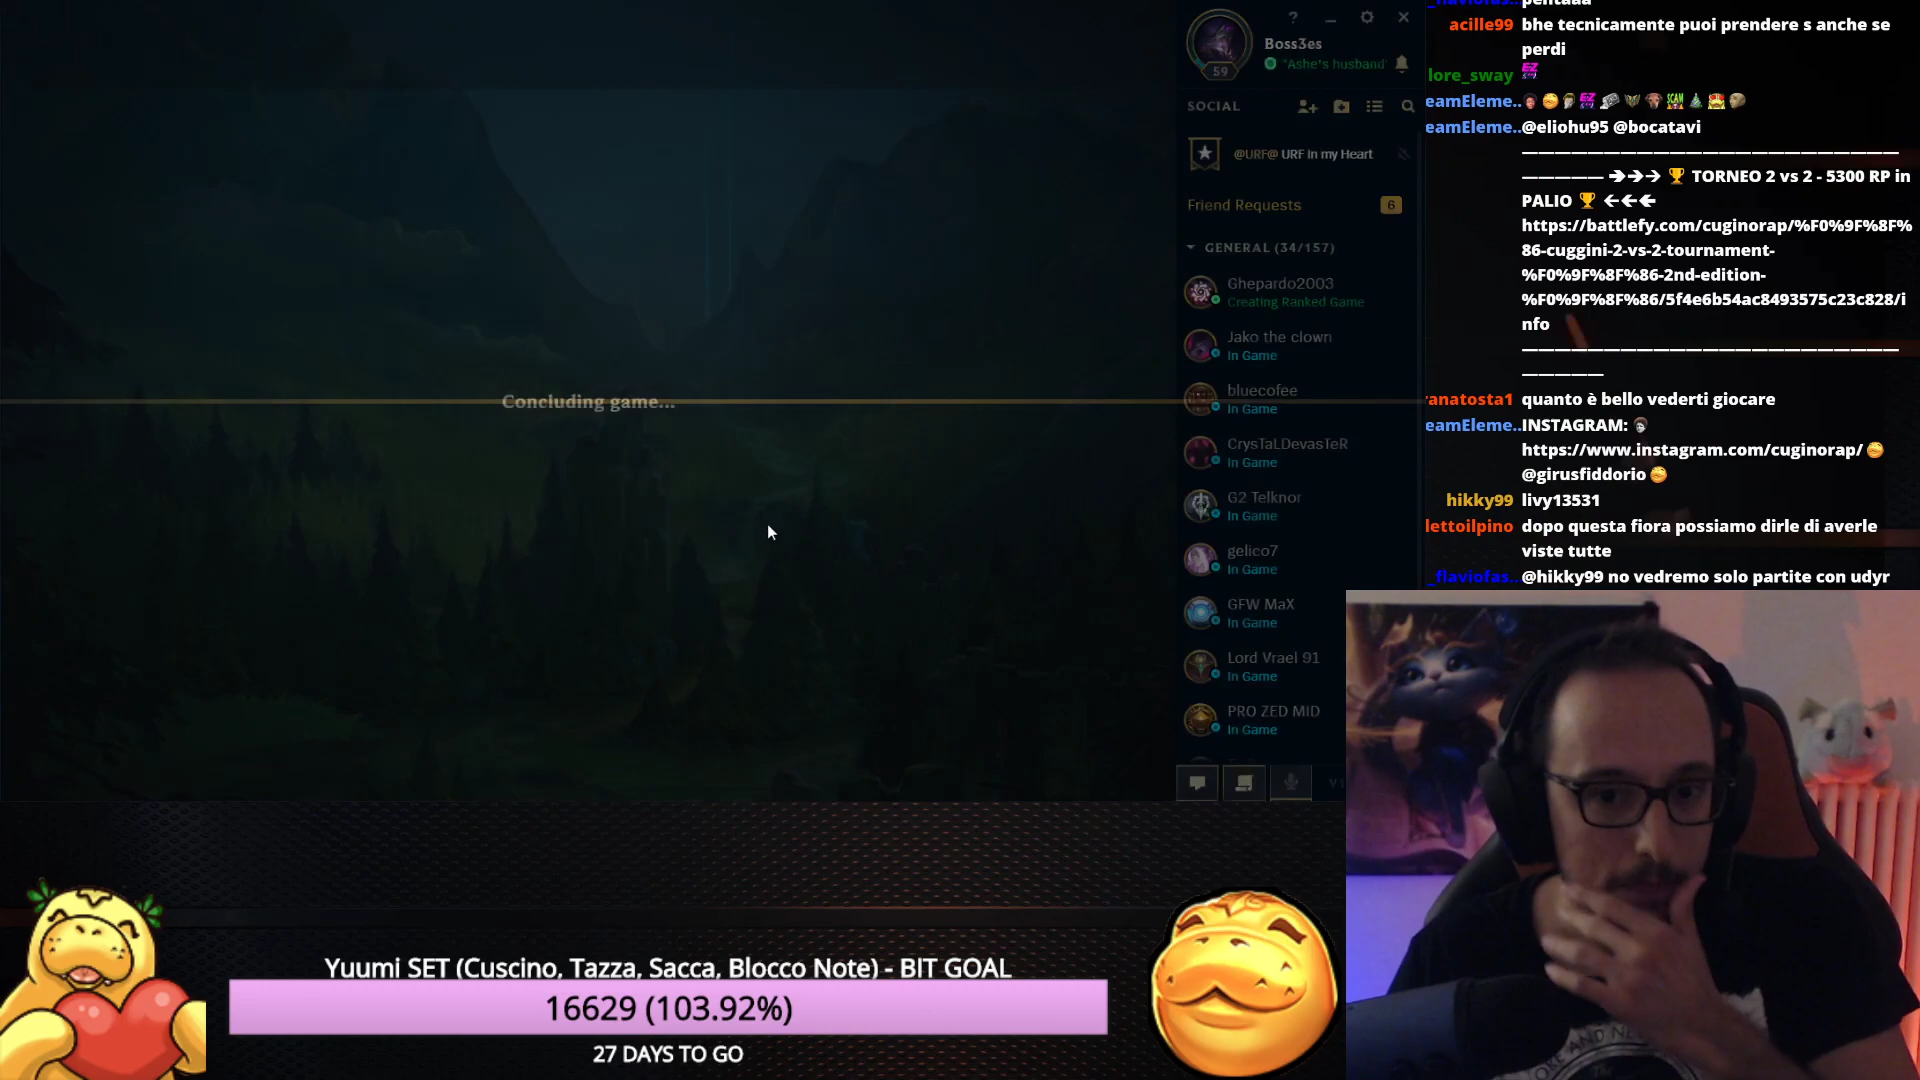 Boss3es
59
"Ashe's husband"
SOCIAL
@URF@ URF in my Heart
Friend Requests
6
GENERAL (34/157)
Ghepardo2003
Creating Ranked Game
Jako the clown
In Game
bluecofee
In Game
CrysTaLDevasTeR
In Game
G2 Telknor
In Game
gelico7
In Game
GFW MaX
In Game
Lord Vrael 91
In Game
PRO ZED MID
In Game
Concluding game...
pentaaa
acille99 bhe tecnicamente puoi prendere s anche se
perdi
lore_sway
eamEleme..
eamEleme.. @eliohu95 @bocatavi
TORNEO 2 vs 2 - 5300 RP in
PALIO
https://battlefy.com/cuginorap/%F0%9F%8F%
86-cuggini-2-vs-2-tournament-
%F0%9F%8F%86-2nd-edition-
%F0%9F%8F%86/5f4e6b54ac8493575c23c828/i
nfo
ranatosta1 quanto è bello vederti giocare
eamEleme.. INSTAGRAM:
https://www.instagram.com/cuginorap/
@girusfiddorio
hikky99 livy13531
lettoilpino dopo questa fiora possiamo dirle di averle
viste tutte
_flaviofas... @hikky99 no vedremo solo partite con udyr
Yuumi SET (Cuscino, Tazza, Sacca, Blocco Note) - BIT GOAL
16629 (103.92%)
27 DAYS TO GO